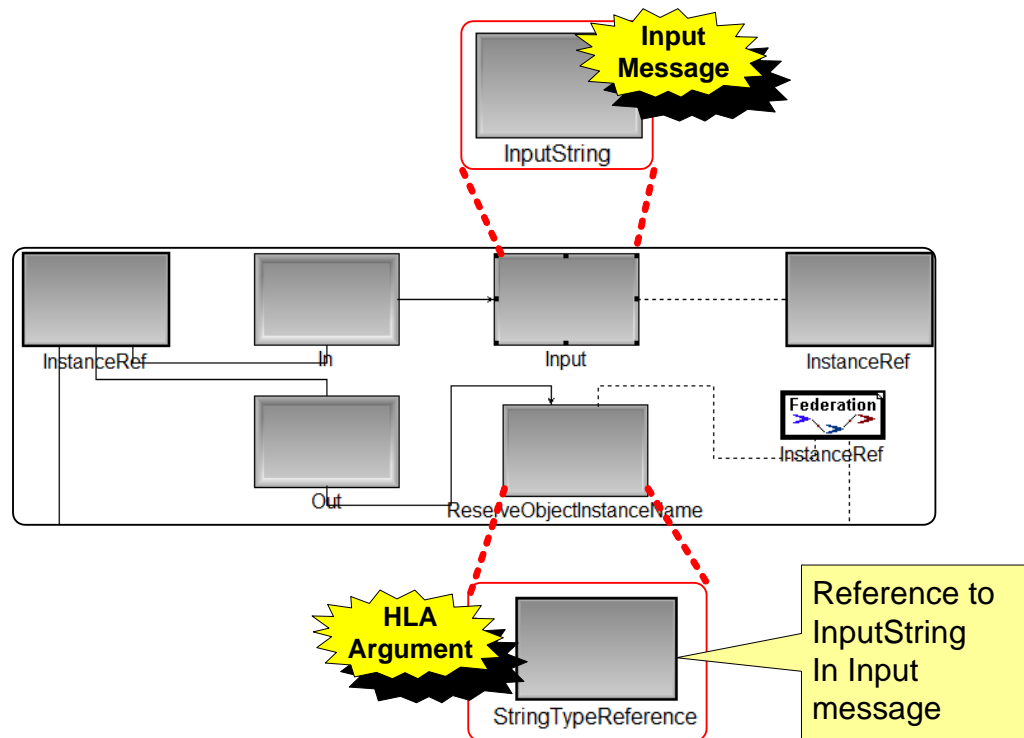 Input
Message
InputString
InstanceRef
In
Input
InstanceRef
Federation
InstanceRef
Out
ReserveObjectInstanceName
HLA
Argument
StringTypeReference
Reference to
InputString
In Input
message